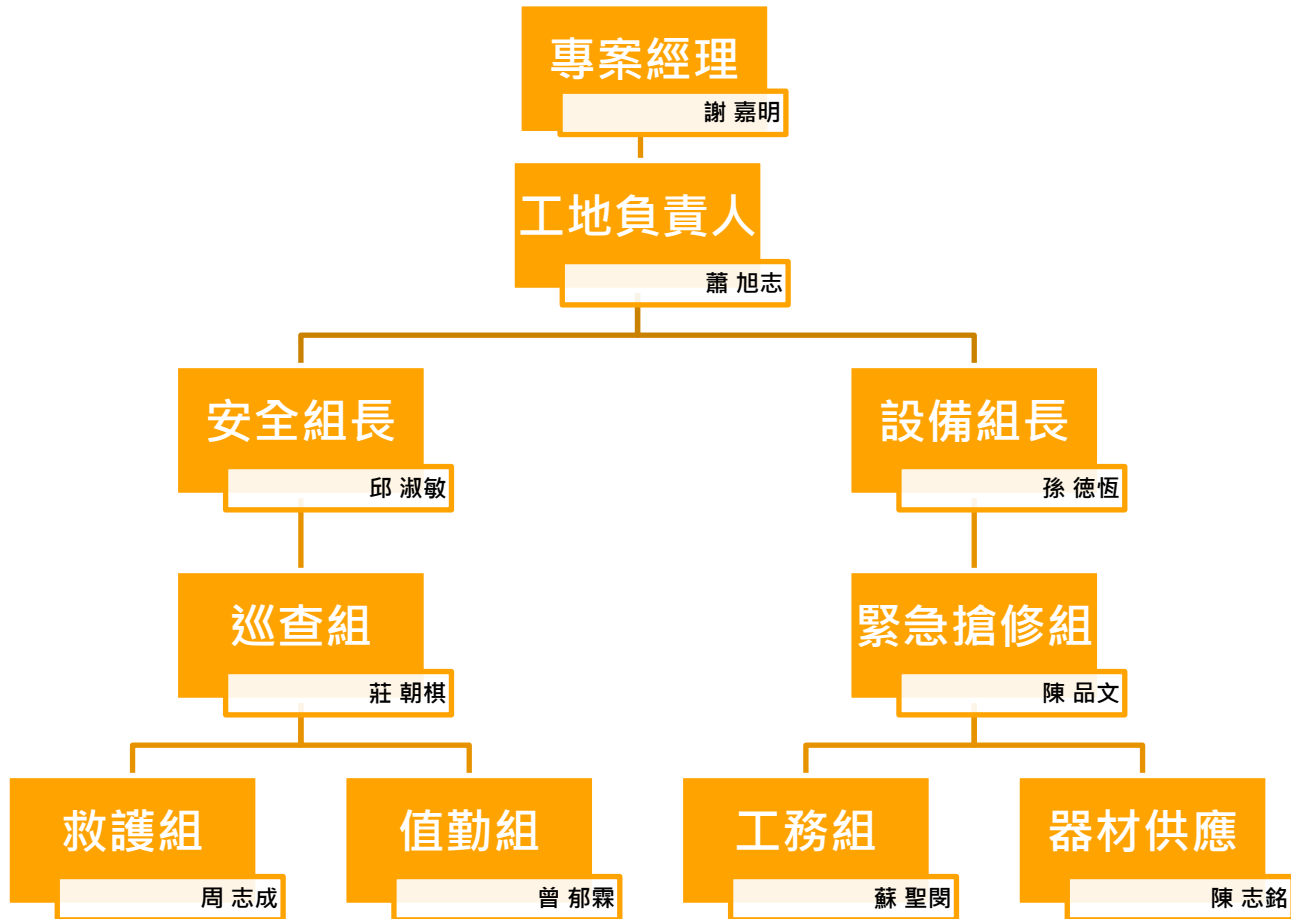 專案經理
謝 嘉明
工地負責人
蕭 旭志
安全組長
邱 淑敏
設備組長
孫 德恆
巡查組
莊 朝棋
緊急搶修組
陳 品文
救護組
周 志成
值勤組
曾 郁霖
工務組
蘇 聖閔
器材供應
陳 志銘